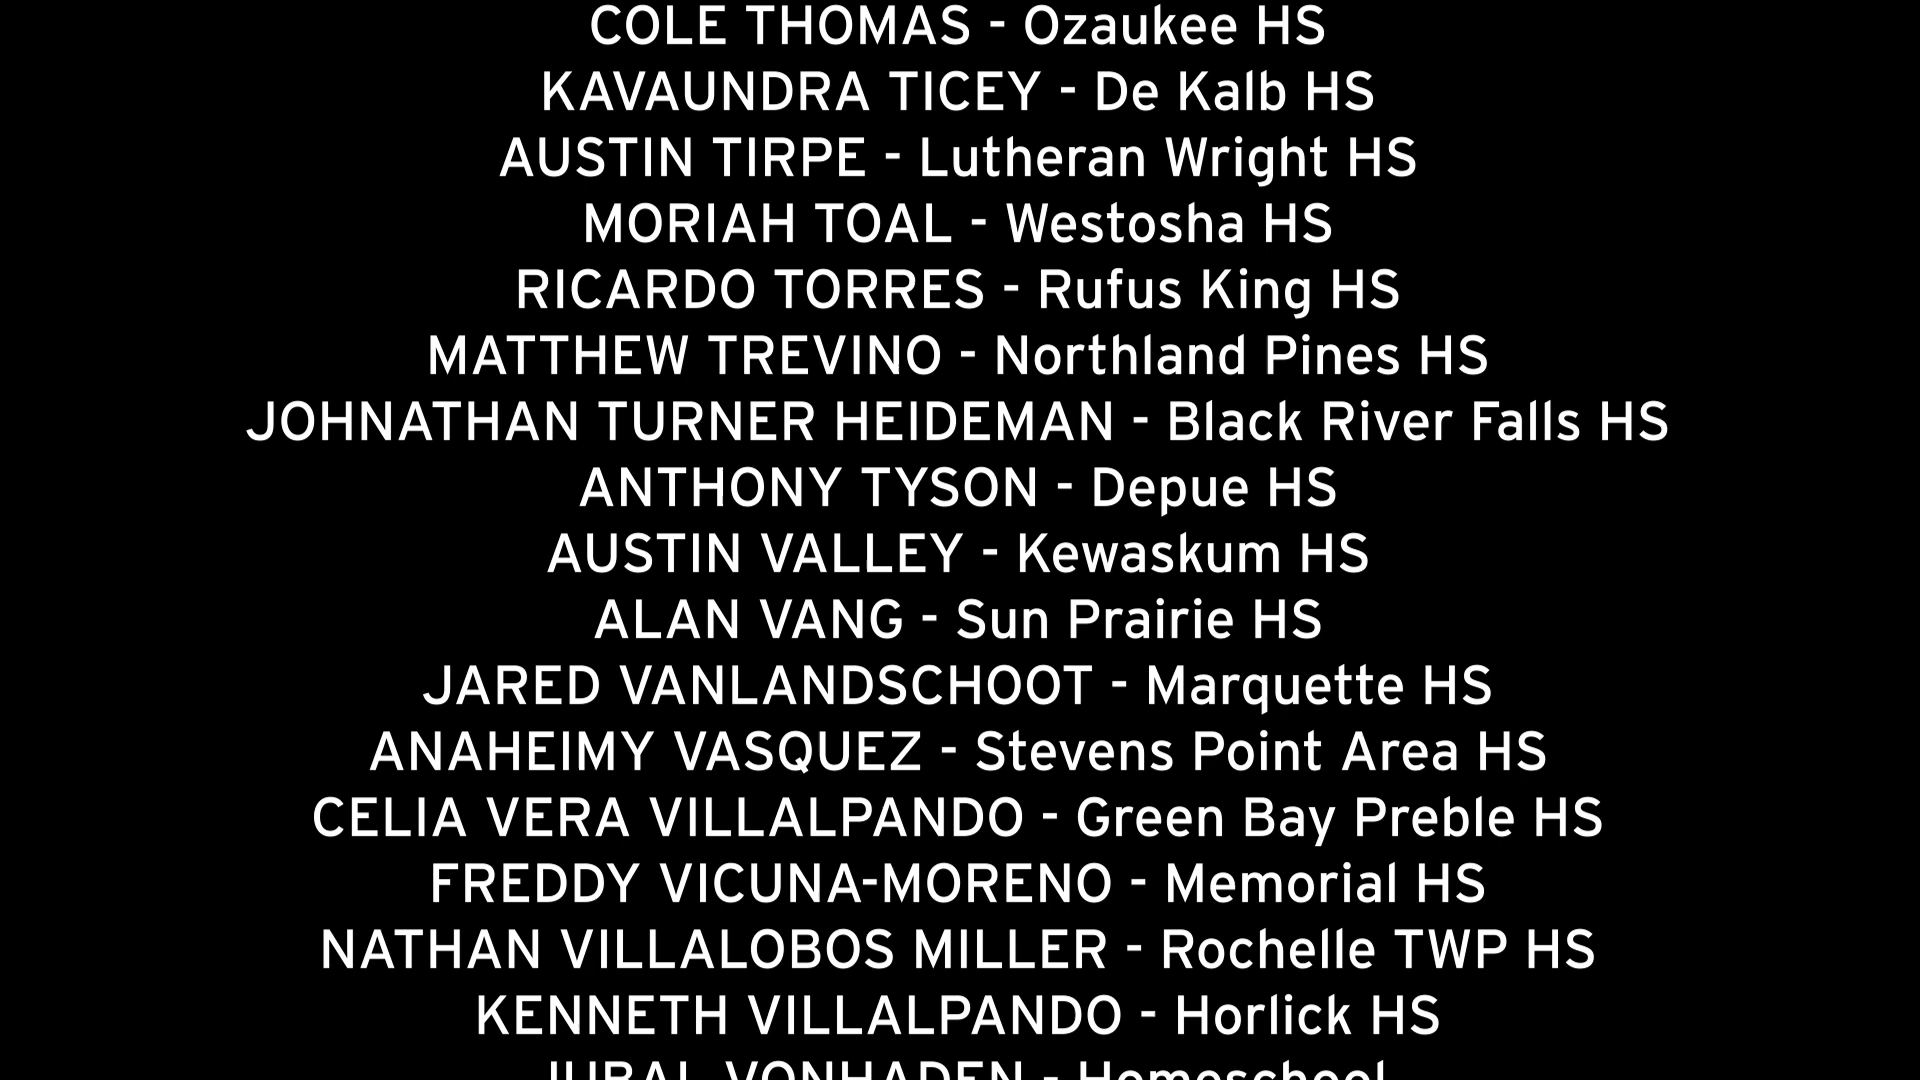 COLE THOMAS - Ozaukee HS
KAVAUNDRA TICEY - De Kalb HS
AUSTIN TIRPE - Lutheran Wright HS
MORIAH TOAL - Westosha HS
RICARDO TORRES - Rufus King HS
MATTHEW TREVINO - Northland Pines HS
JOHNATHAN TURNER HEIDEMAN - Black River Falls HS
ANTHONY TYSON - Depue HS
AUSTIN VALLEY - Kewaskum HS
ALAN VANG - Sun Prairie HS
JARED VANLANDSCHOOT - Marquette HS
ANAHEIMY VASQUEZ - Stevens Point Area HS
CELIA VERA VILLALPANDO - Green Bay Preble HS
FREDDY VICUNA-MORENO - Memorial HS
NATHAN VILLALOBOS MILLER - Rochelle TWP HS
KENNETH VILLALPANDO - Horlick HS
JUBAL VONHADEN - Homeschool